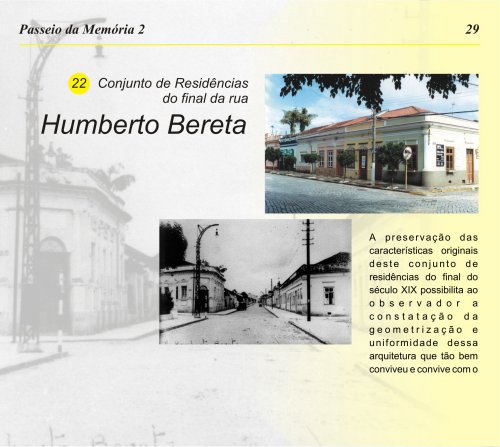 Passeio da Memória 2
29
22 Conjunto de Residências
do final da rua
Humberto Bereta
A preservação das
características originais
deste conjunto de
residências do final do
século XIX possibilita ao
observador a
constatação da
geometrização e
uniformidade dessa
arquitetura que tão bem
conviveu e convive com o